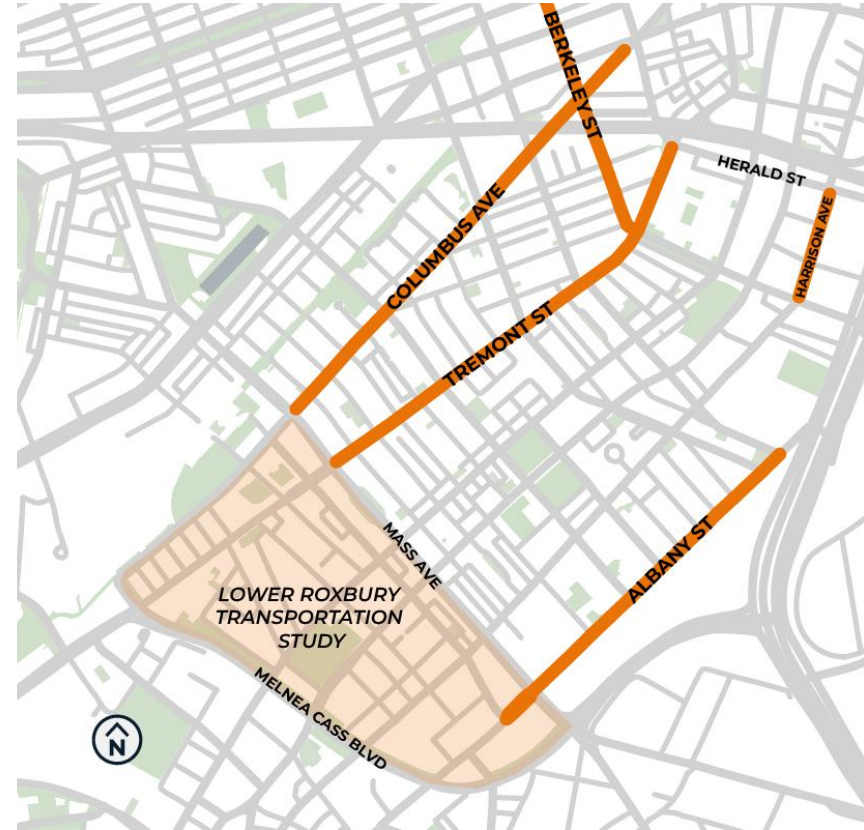 BERKELEY ST
COLUMBUS AVE
HERALD ST
HARRISON AVE
TREMONT ST
MASS AVE
ALBANY ST
LOWER ROXBURY
TRANSPORTATION
STUDY
MELNEA CASS BLVD
N